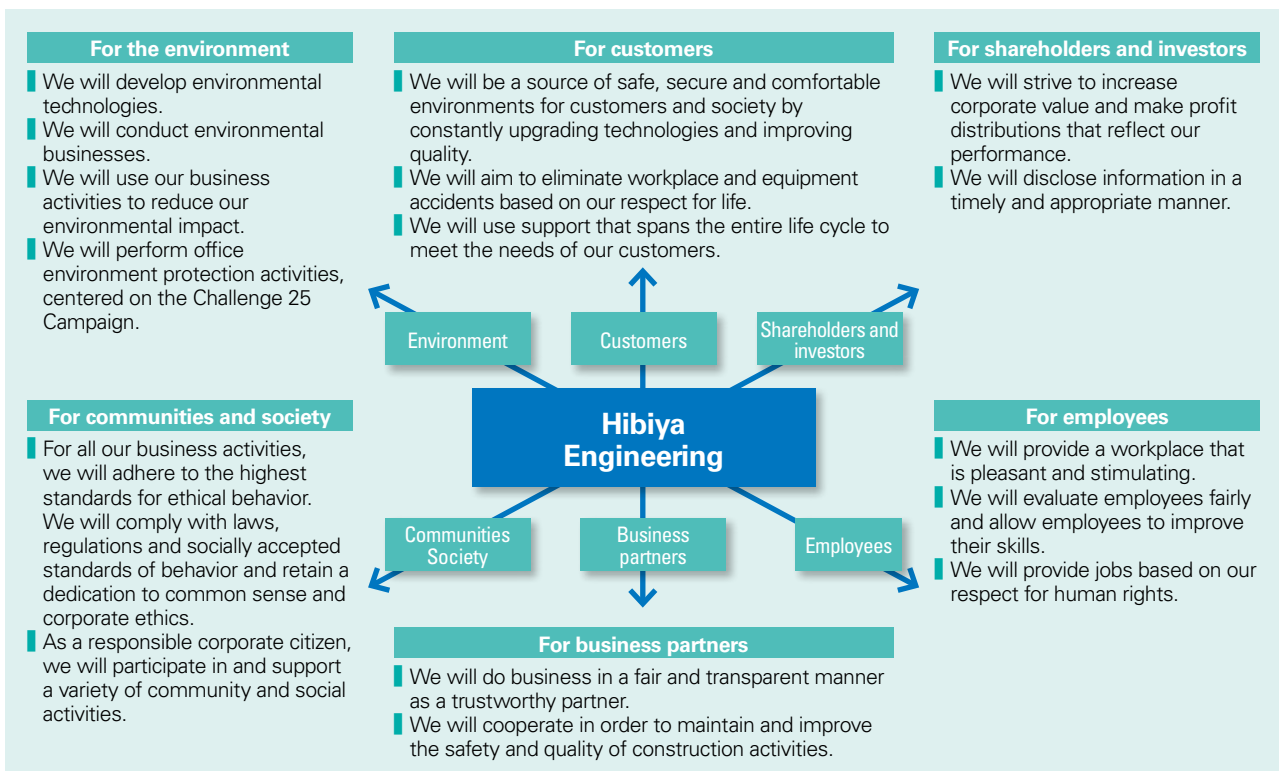 For the environment
We will develop environmental
technologies.
We will conduct environmental
businesses.
We will use our business
activities to reduce our
environmental impact.
We will perform office
environment protection activities,
centered on the Challenge 25
Campaign.
For customers
We will be a source of safe, secure and comfortable
environments for customers and society by
constantly upgrading technologies and improving
quality.
We will aim to eliminate workplace and equipment
accidents based on our respect for life.
We will use support that spans the entire life cycle to
meet the needs of our customers.
For shareholders and investors
We will strive to increase
corporate value and make profit
distributions that reflect our
performance.
We will disclose information in a
timely and appropriate manner.
Environment
Customers
Shareholders and
investors
Hibiya
Engineering
Communities
Society
Business
partners
Employees
For communities and society
For all our business activities,
we will adhere to the highest
standards for ethical behavior.
We will comply with laws,
regulations and socially accepted
standards of behavior and retain a
dedication to common sense and
corporate ethics.
As a responsible corporate citizen,
we will participate in and support
a variety of community and social
activities.
For business partners
We will do business in a fair and transparent manner
as a trustworthy partner.
We will cooperate in order to maintain and improve
the safety and quality of construction activities.
For employees
We will provide a workplace that
is pleasant and stimulating.
We will evaluate employees fairly
and allow employees to improve
their skills.
We will provide jobs based on our
respect for human rights.